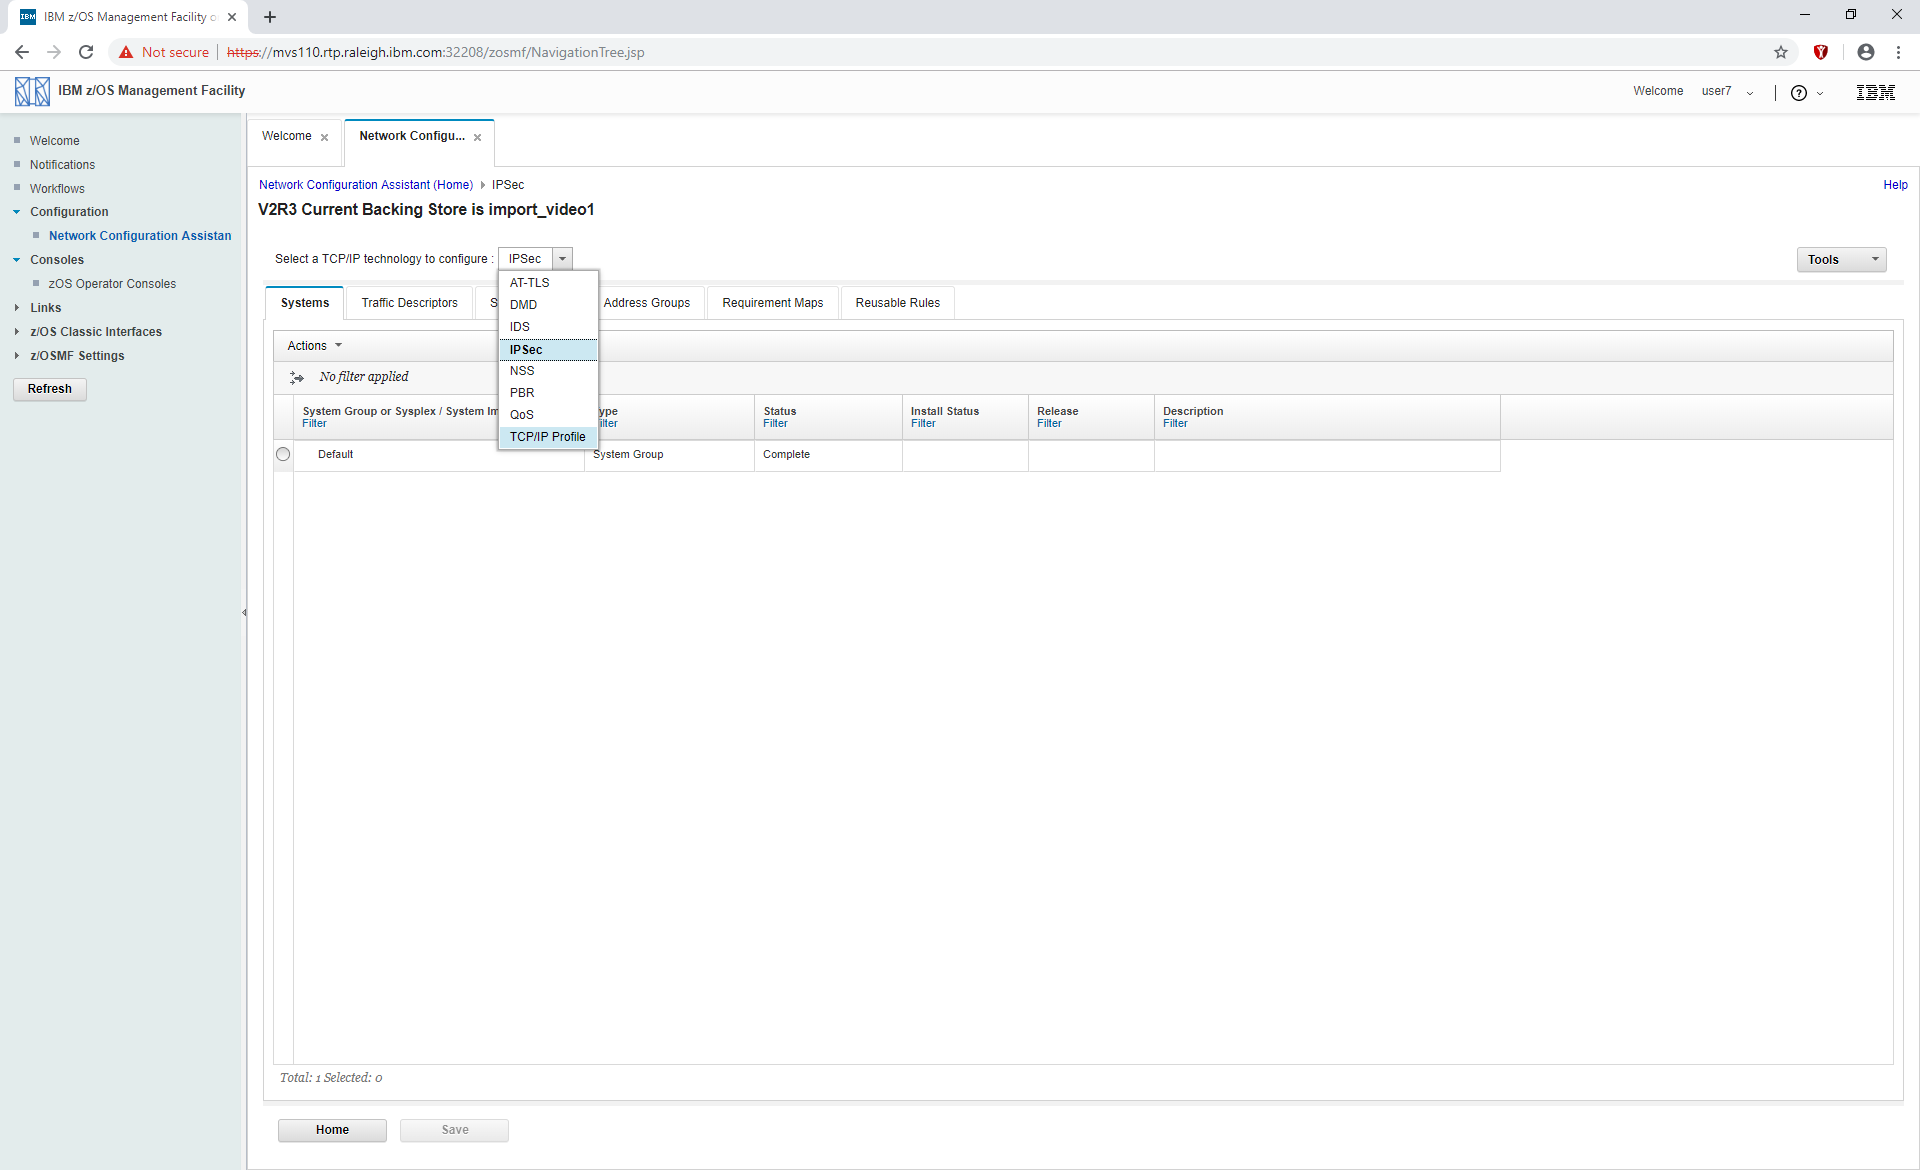 IBM z/OS Management Facility o
Not secure
https://mvs110.rtp.raleigh.ibm.com:32208/zosmf/NavigationTree.jsp
IBM z/OS Management Facility
Welcome user7
IBM
Welcome
Notifications
Workflows
Configuration
Network Configuration Assistan
Consoles
zOS Operator Consoles
Links
z/OS Classic Interfaces
z/OSMF Settings
Refresh
Welcome
Network Configu...
Network Configuration Assistant (Home) IPSec
Help
V2R3 Current Backing Store is import_video1
Select a TCP/IP technology to configure : IPSec
Tools
AT-TLS
DMD
IDS
IPSec
NSS
PBR
QoS
TCP/IP Profile
Systems
Traffic Descriptors
S
Address Groups
Requirement Maps
Reusable Rules
Actions
No filter applied
System Group or Sysplex / System Im
Filter
ype
ilter
Status
Filter
Install Status
Filter
Release
Filter
Description
Filter
Default
System Group
Complete
Total: 1 Selected: 0
Home
Save